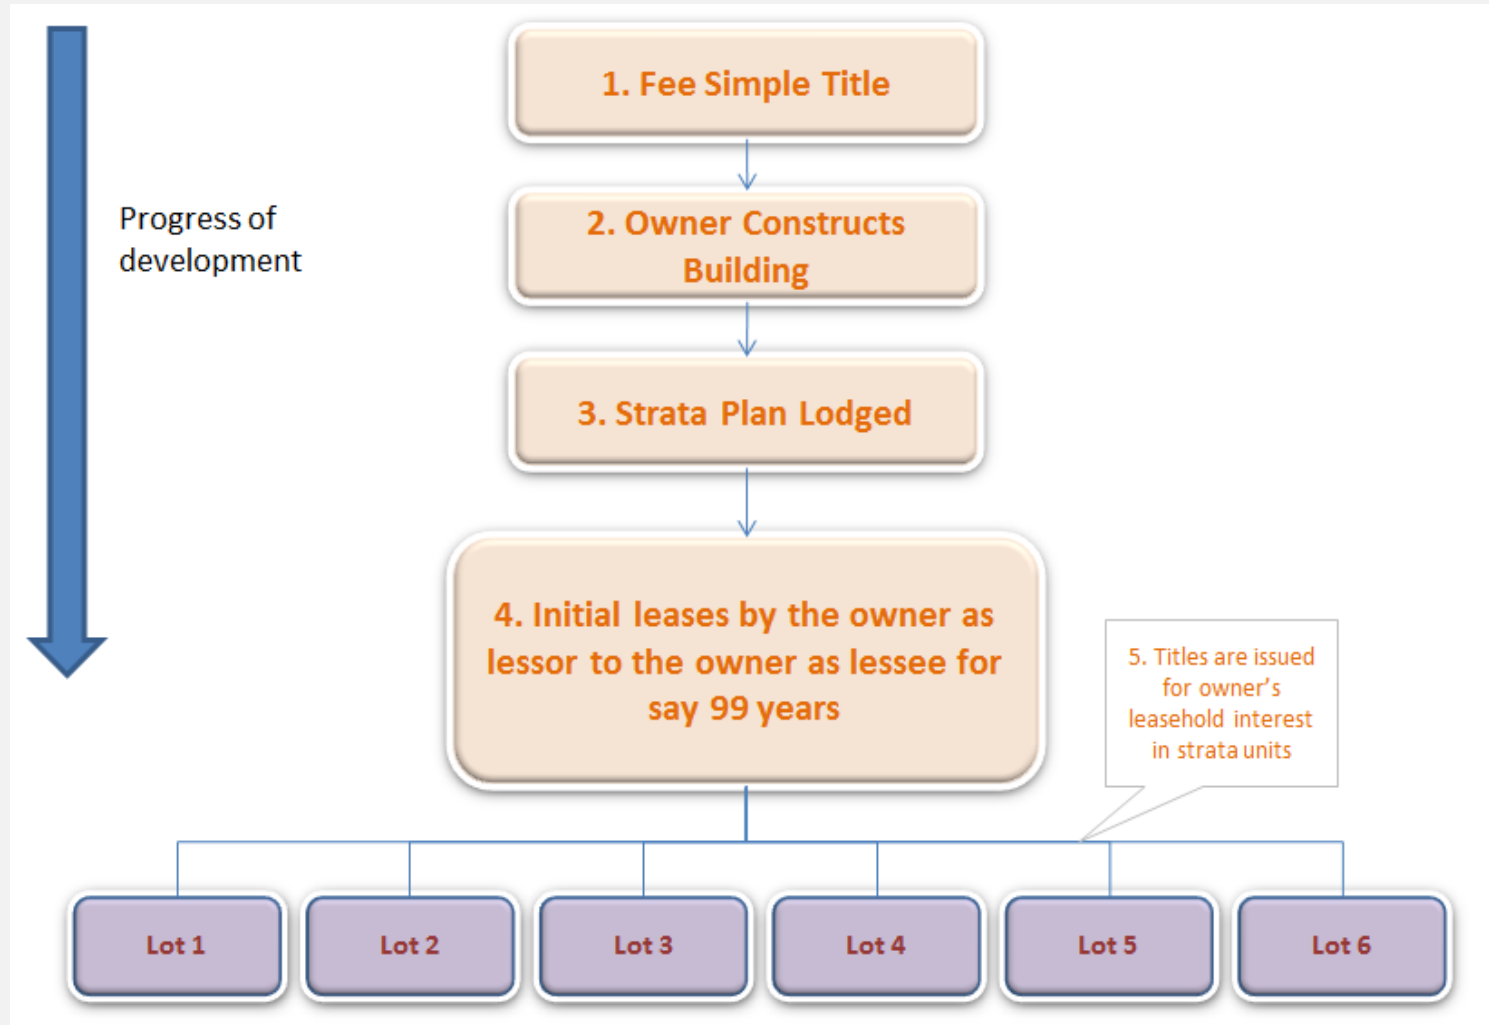 1. Fee Simple Title
Progress of
development
2. Owner Constructs
Building
3. Strata Plan Lodged
4. Initial leases by the owner as
lessor to the owner as lessee for
say 99 years
5. Titles are issued
for owner’s
leasehold interest
in strata units
Lot 1
Lot 2
Lot 3
Lot 4
Lot 5
Lot 6